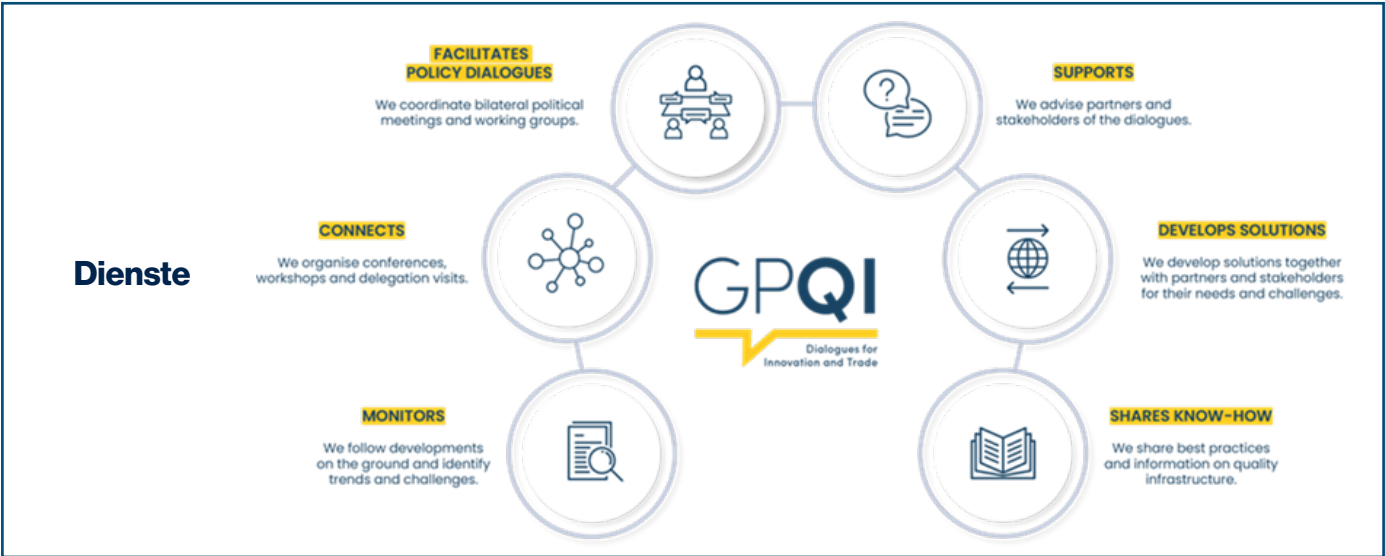 Dienste
FACILITATES
POLICY DIALOGUES
We coordinate bilateral political
meetings and working groups.
SUPPORTS
We advise partners and
stakeholders of the dialogues.
CONNECTS
We organise conferences,
workshops and delegation visits.
DEVELOPS SOLUTIONS
We develop solutions together
with partners and stakeholders
for their needs and challenges.
GPQI
Dialogues for
Innovation and Trade
MONITORS
We follow developments
on the ground and identify
trends and challenges.
SHARES KNOW-HOW
We share best practices
and information on quality
infrastructure.
?